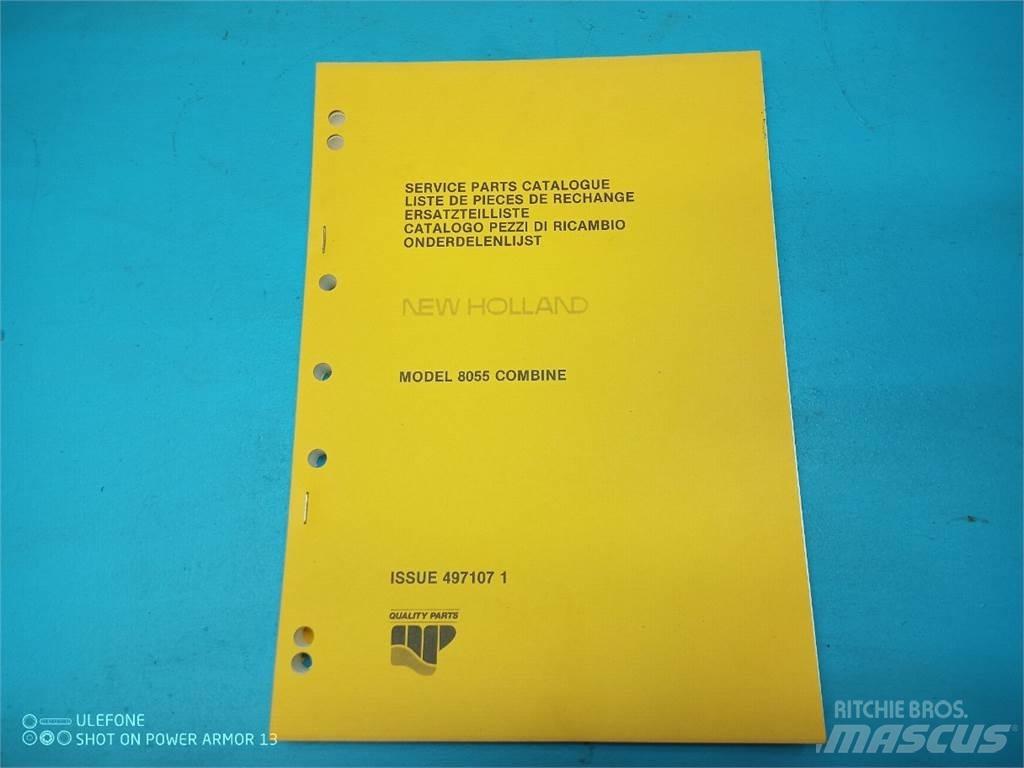 SERVICE PARTS CATALOGUE
LISTE DE PIECES DE RECHANGE
ERSATZTEILLISTE
CATALOGO PEZZI DI RICAMBIO
ONDERDELENLIJST
NEW HOLLAND
MODEL 8055 COMBINE
ISSUE 497107 1
QUALITY PARTS
QP
ULEFONE
SHOT ON POWER ARMOR 13
RITCHIE BROS.
MASCUS